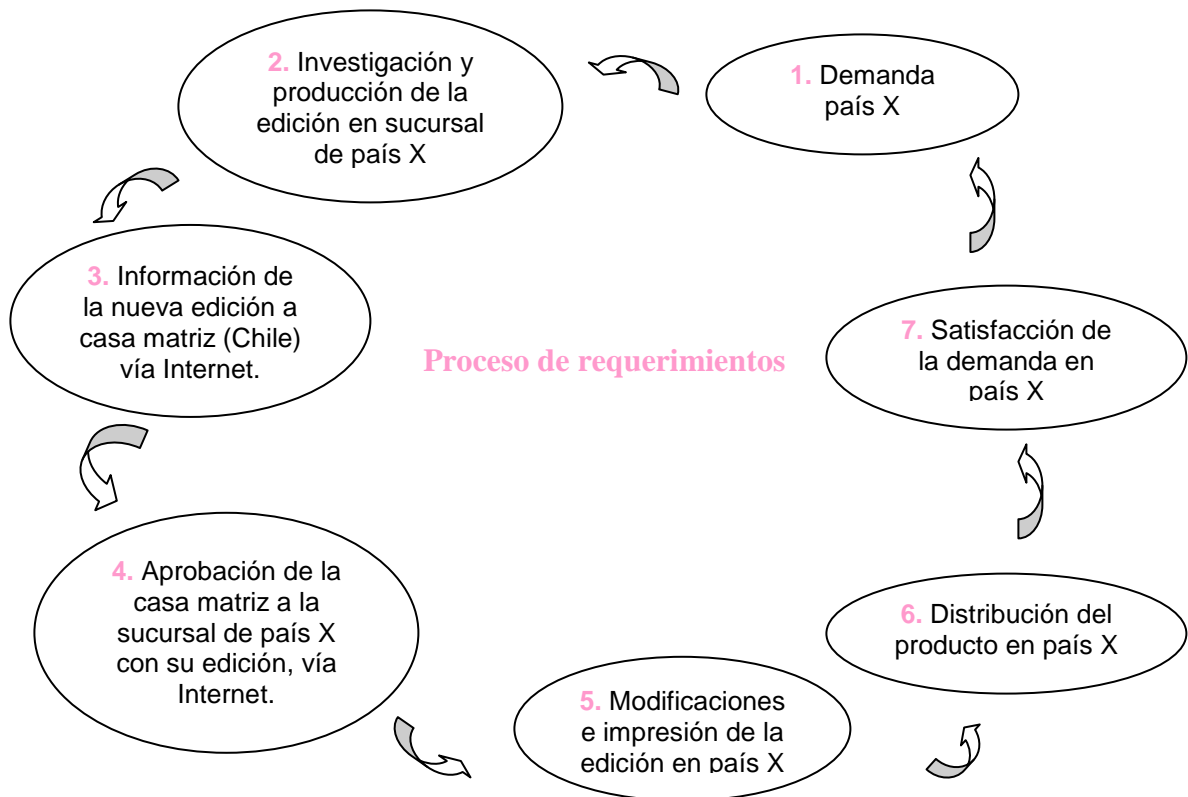 1. Demanda
país X
2. Investigación y
producción de la
edición en sucursal
de país X
3. Información de
la nueva edición a
casa matriz (Chile)
vía Internet.
Proceso de requerimientos
4. Aprobación de la
casa matriz a la
sucursal de país X
con su edición, vía
Internet.
5. Modificaciones
e impresión de la
edición en país X
6. Distribución del
producto en país X
7. Satisfacción de
la demanda en
país X